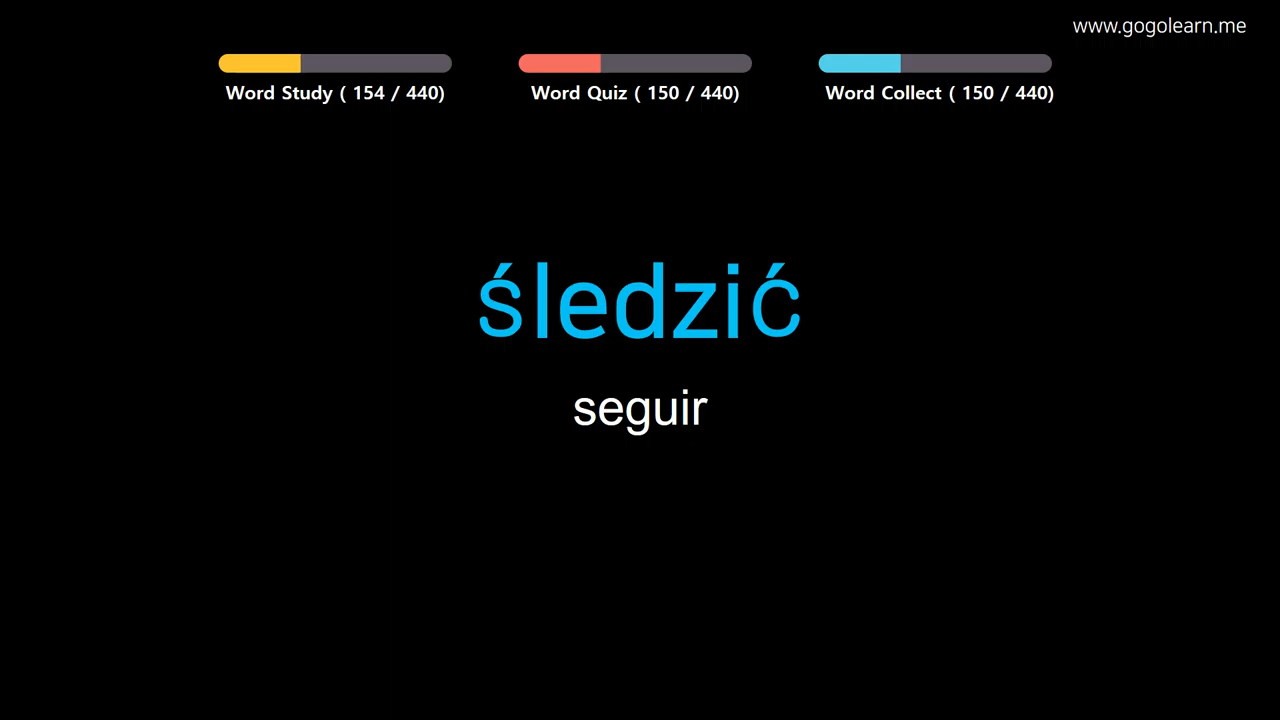 www.gogolearn.me
Word Study ( 154 / 440)
Word Quiz ( 150 / 440)
Word Collect ( 150 / 440)
śledzić
seguir